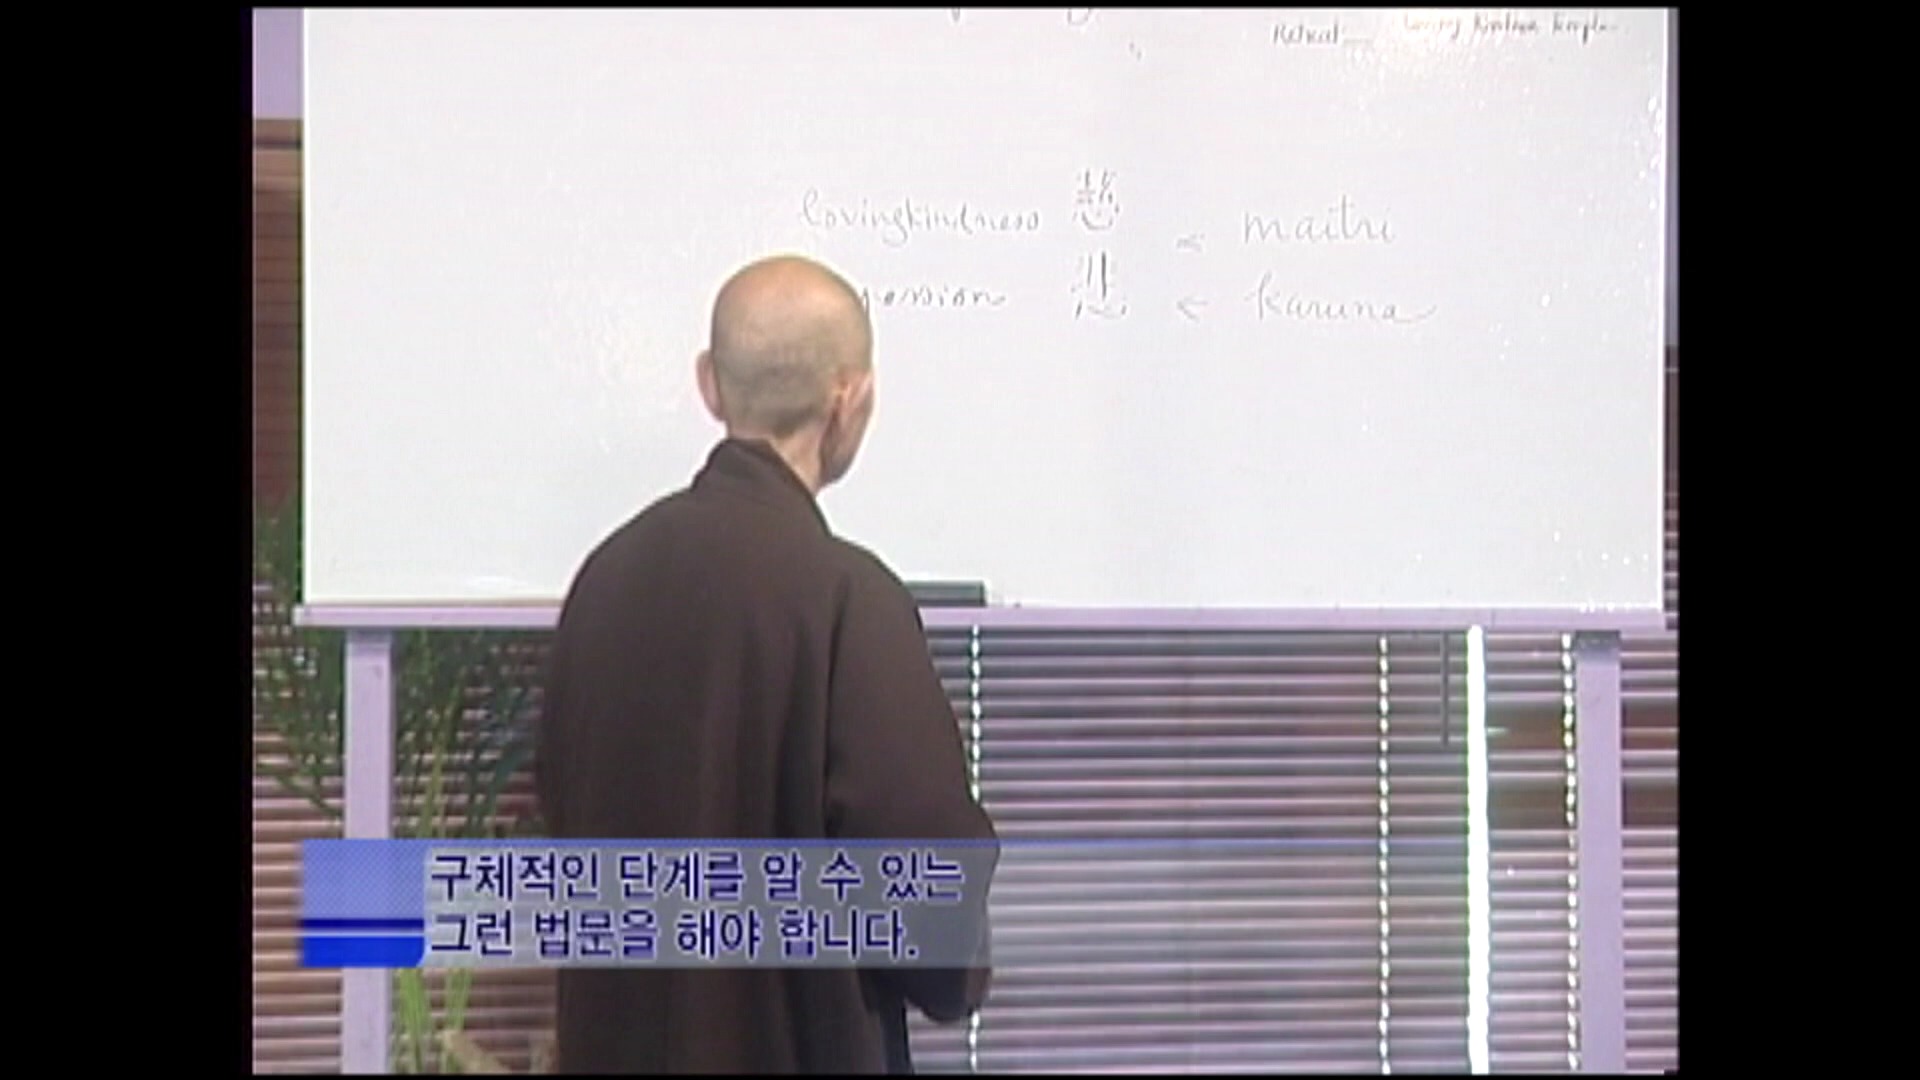 Retreat
lovingkindness 慈 < maitri
passion 悲 < karuna
구체적인 단계를 알 수 있는
그런 법문을 해야 합니다.